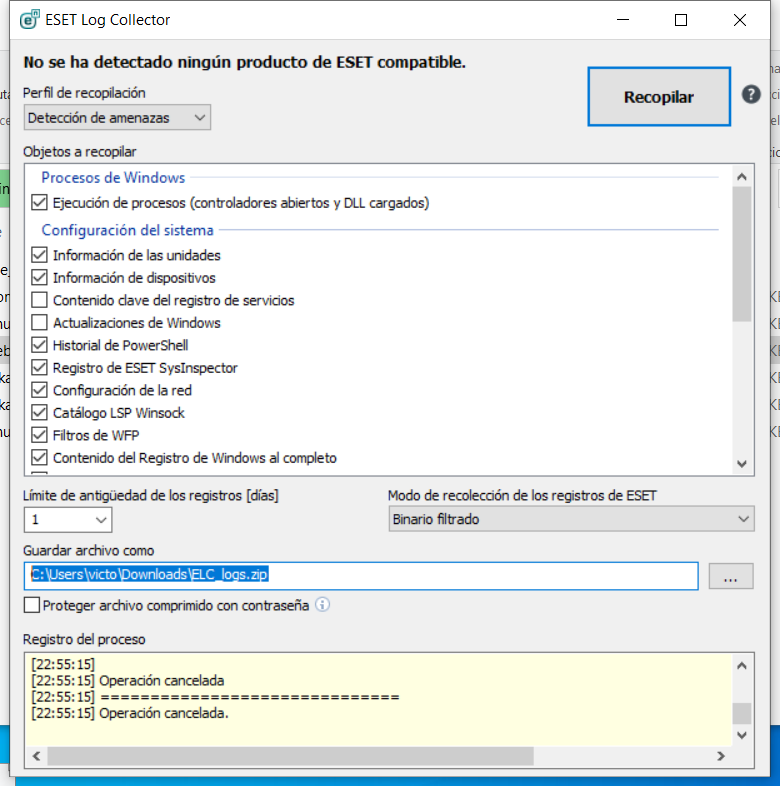 ESET Log Collector
No se ha detectado ningún producto de ESET compatible.
Perfil de recopilación
Detección de amenazas
Recopilar
?
Objetos a recopilar
Procesos de Windows
Ejecución de procesos (controladores abiertos y DLL cargados)
Configuración del sistema
Información de las unidades
Información de dispositivos
Contenido clave del registro de servicios
Actualizaciones de Windows
Historial de PowerShell
Registro de ESET SysInspector
Configuración de la red
Catálogo LSP Winsock
Filtros de WFP
Contenido del Registro de Windows al completo
Límite de antigüedad de los registros [días]
1
Modo de recolección de los registros de ESET
Binario filtrado
Guardar archivo como
C:\Users\victo\Downloads\ELC_logs.zip
...
Proteger archivo comprimido con contraseña
Registro del proceso
[22:55:15]
[22:55:15] Operación cancelada
[22:55:15] ==============================
[22:55:15] Operación cancelada.